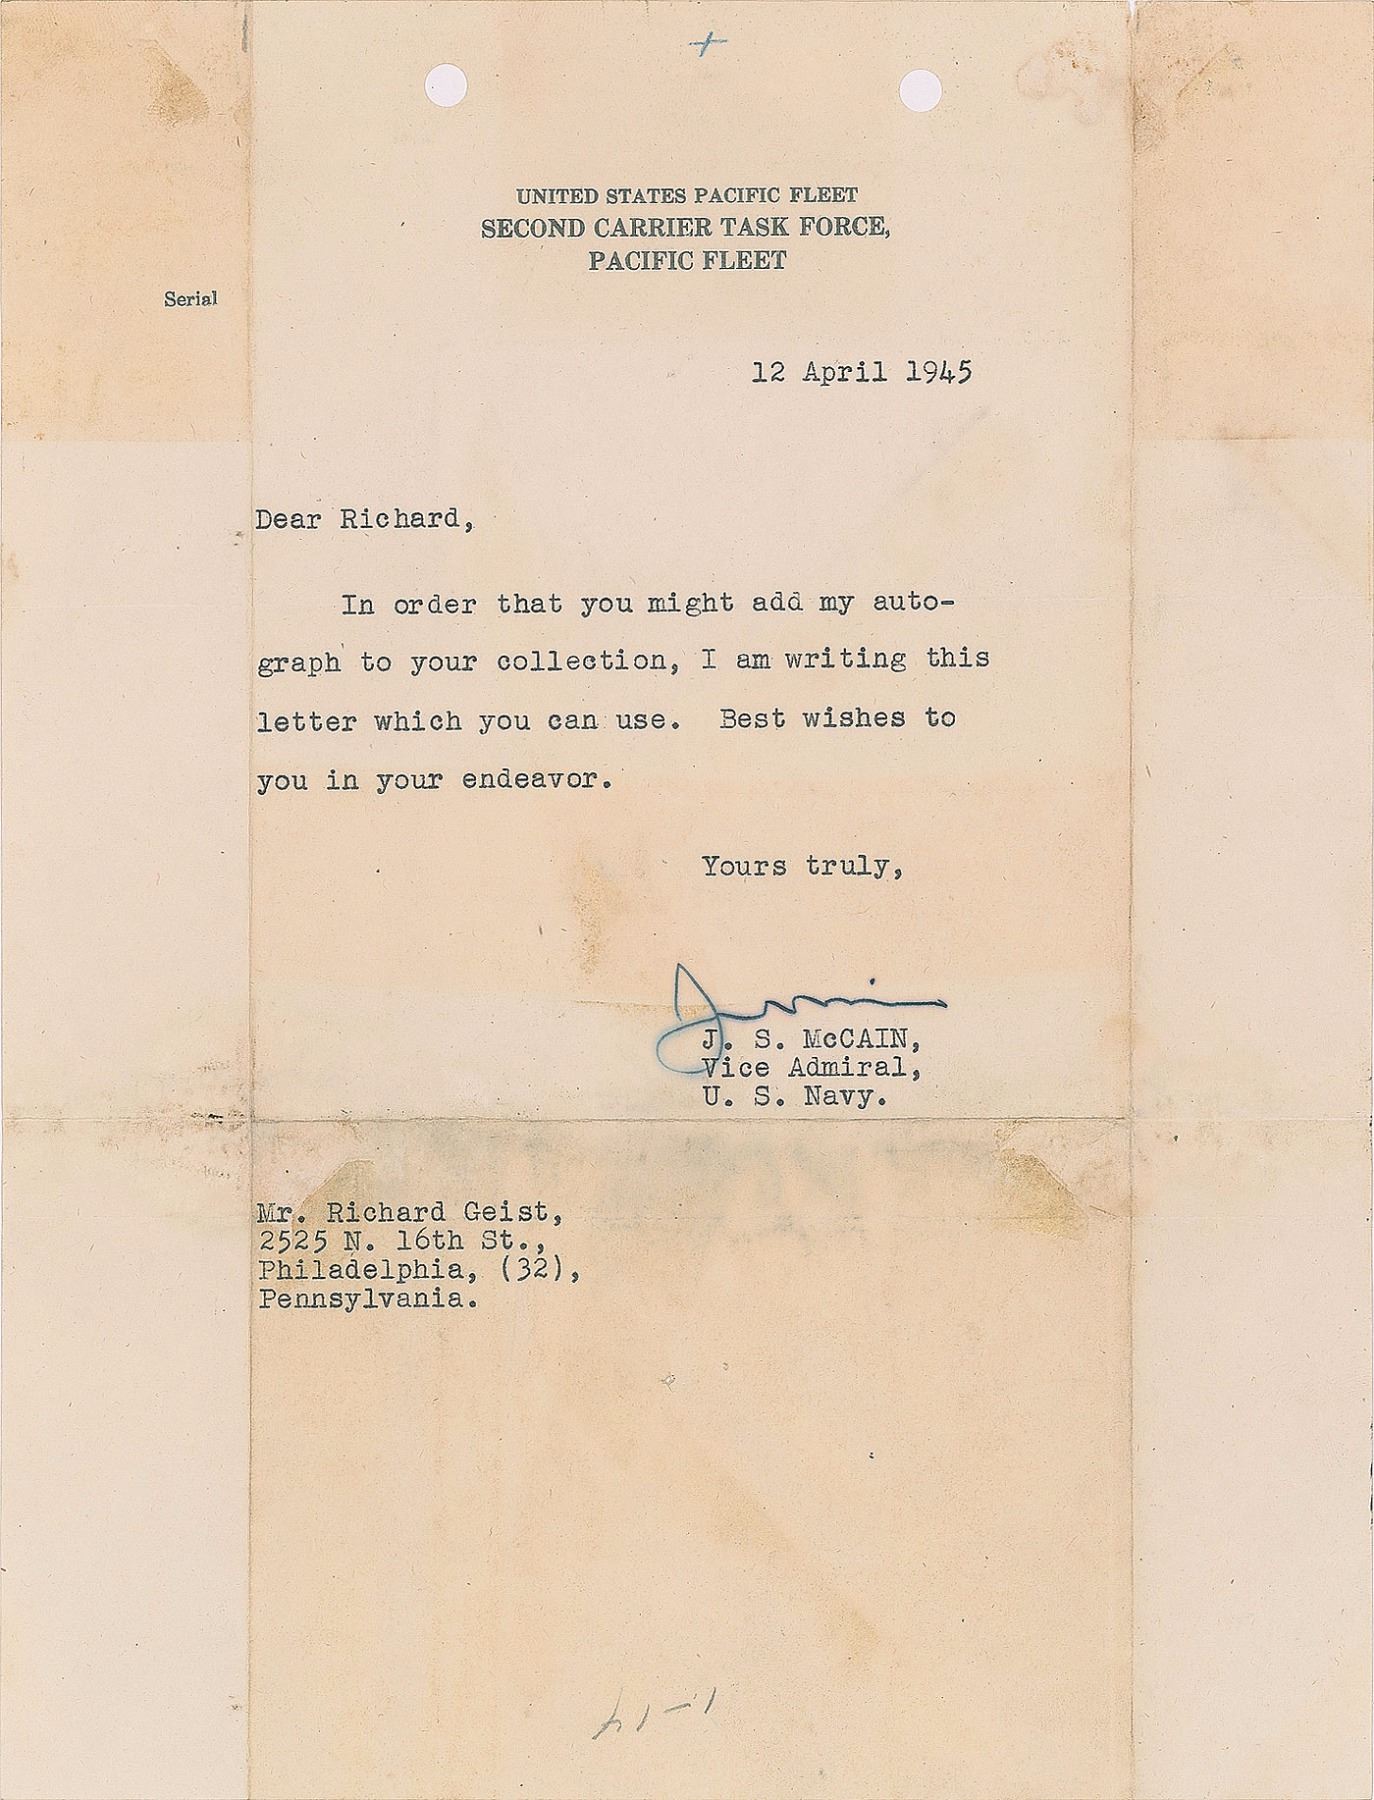 UNITED STATES PACIFIC FLEET
SECOND CARRIER TASK FORCE,
PACIFIC FLEET
Serial
12 April 1945
Dear Richard,
In order that you might add my auto-
graph to your collection, I am writing this
letter which you can use. Best wishes to
you in your endeavor.
Yours truly,
J. S. McCAIN,
Vice Admiral,
U. S. Navy.
Mr. Richard Geist,
2525 N. 16th St.,
Philadelphia, (32),
Pennsylvania.